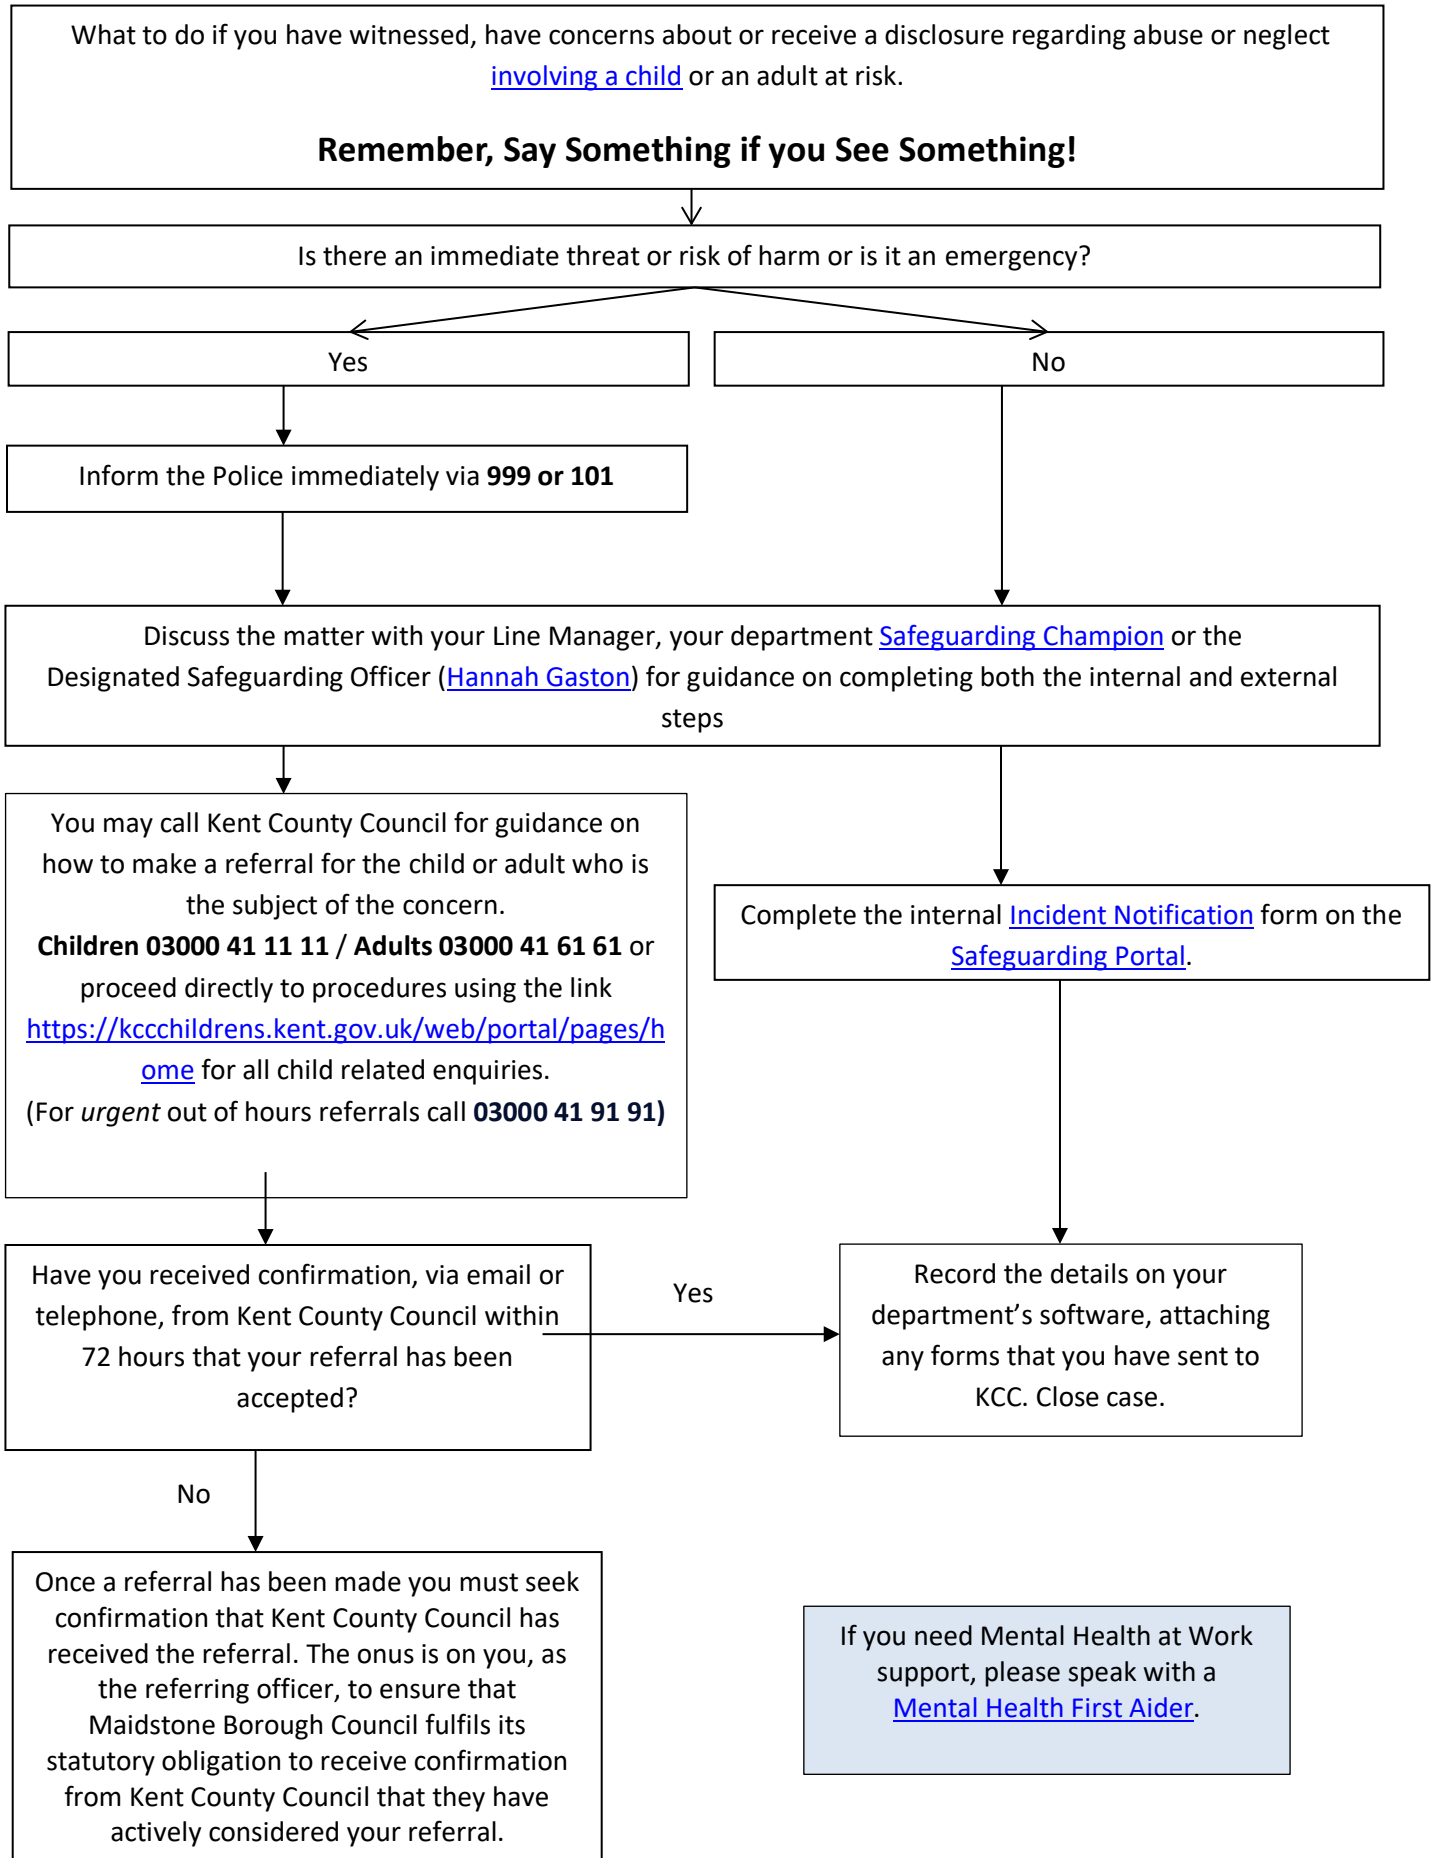 What to do if you have witnessed, have concerns about or receive a disclosure regarding abuse or neglect
involving a child or an adult at risk.
Remember, Say Something if you See Something!
Is there an immediate threat or risk of harm or is it an emergency?
Yes
No
Inform the Police immediately via 999 or 101
Discuss the matter with your Line Manager, your department Safeguarding Champion or the
Designated Safeguarding Officer (Hannah Gaston) for guidance on completing both the internal and external
steps
You may call Kent County Council for guidance on
how to make a referral for the child or adult who is
the subject of the concern.
Children 03000 41 11 11 / Adults 03000 41 61 61 or
proceed directly to procedures using the link
https://kccchildrens.kent.gov.uk/web/portal/pages/h
ome for all child related enquiries.
(For urgent out of hours referrals call 03000 41 91 91)
Complete the internal Incident Notification form on the
Safeguarding Portal.
Have you received confirmation, via email or
telephone, from Kent County Council within
72 hours that your referral has been
accepted?
Yes
Record the details on your
department’s software, attaching
any forms that you have sent to
KCC. Close case.
No
Once a referral has been made you must seek
confirmation that Kent County Council has
received the referral. The onus is on you, as
the referring officer, to ensure that
Maidstone Borough Council fulfils its
statutory obligation to receive confirmation
from Kent County Council that they have
actively considered your referral.
If you need Mental Health at Work
support, please speak with a
Mental Health First Aider.